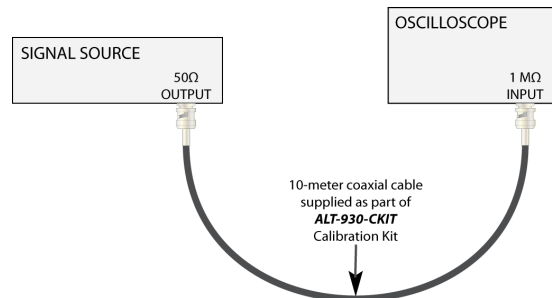 SIGNAL SOURCE
50Ω
OUTPUT
OSCILLOSCOPE
1 MΩ
INPUT
10-meter coaxial cable
supplied as part of
ALT-930-CKIT
Calibration Kit